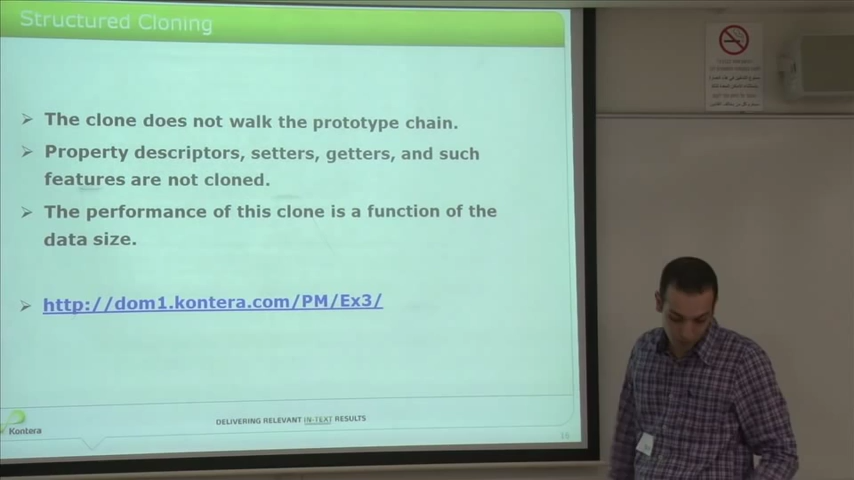 Structured Cloning
The clone does not walk the prototype chain.
Property descriptors, setters, getters, and such
features are not cloned.
The performance of this clone is a function of the
data size.
http://dom1.kontera.com/PM/Ex3/
Kontera
DELIVERING RELEVANT IN-TEXT RESULTS
16